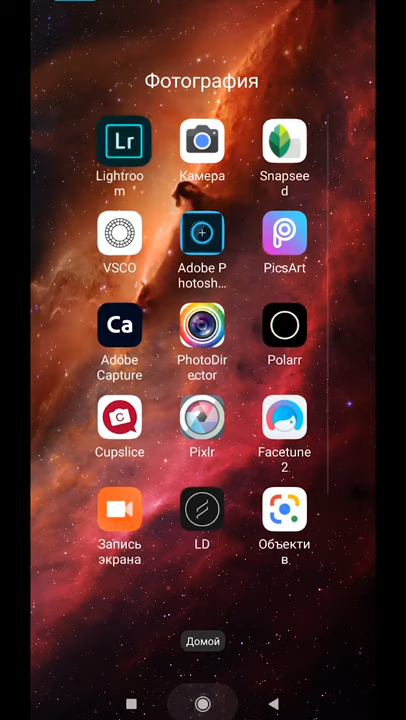 Фотография
Lr
Lightroo
m
Камера
Snapsee
d
VSCO
Adobe P
hotosh...
PicsArt
Ca
Adobe
Capture
PhotoDir
ector
Polarr
Cupslice
Pixlr
Facetune
2
Запись
экрана
LD
Объекти
в
Домой